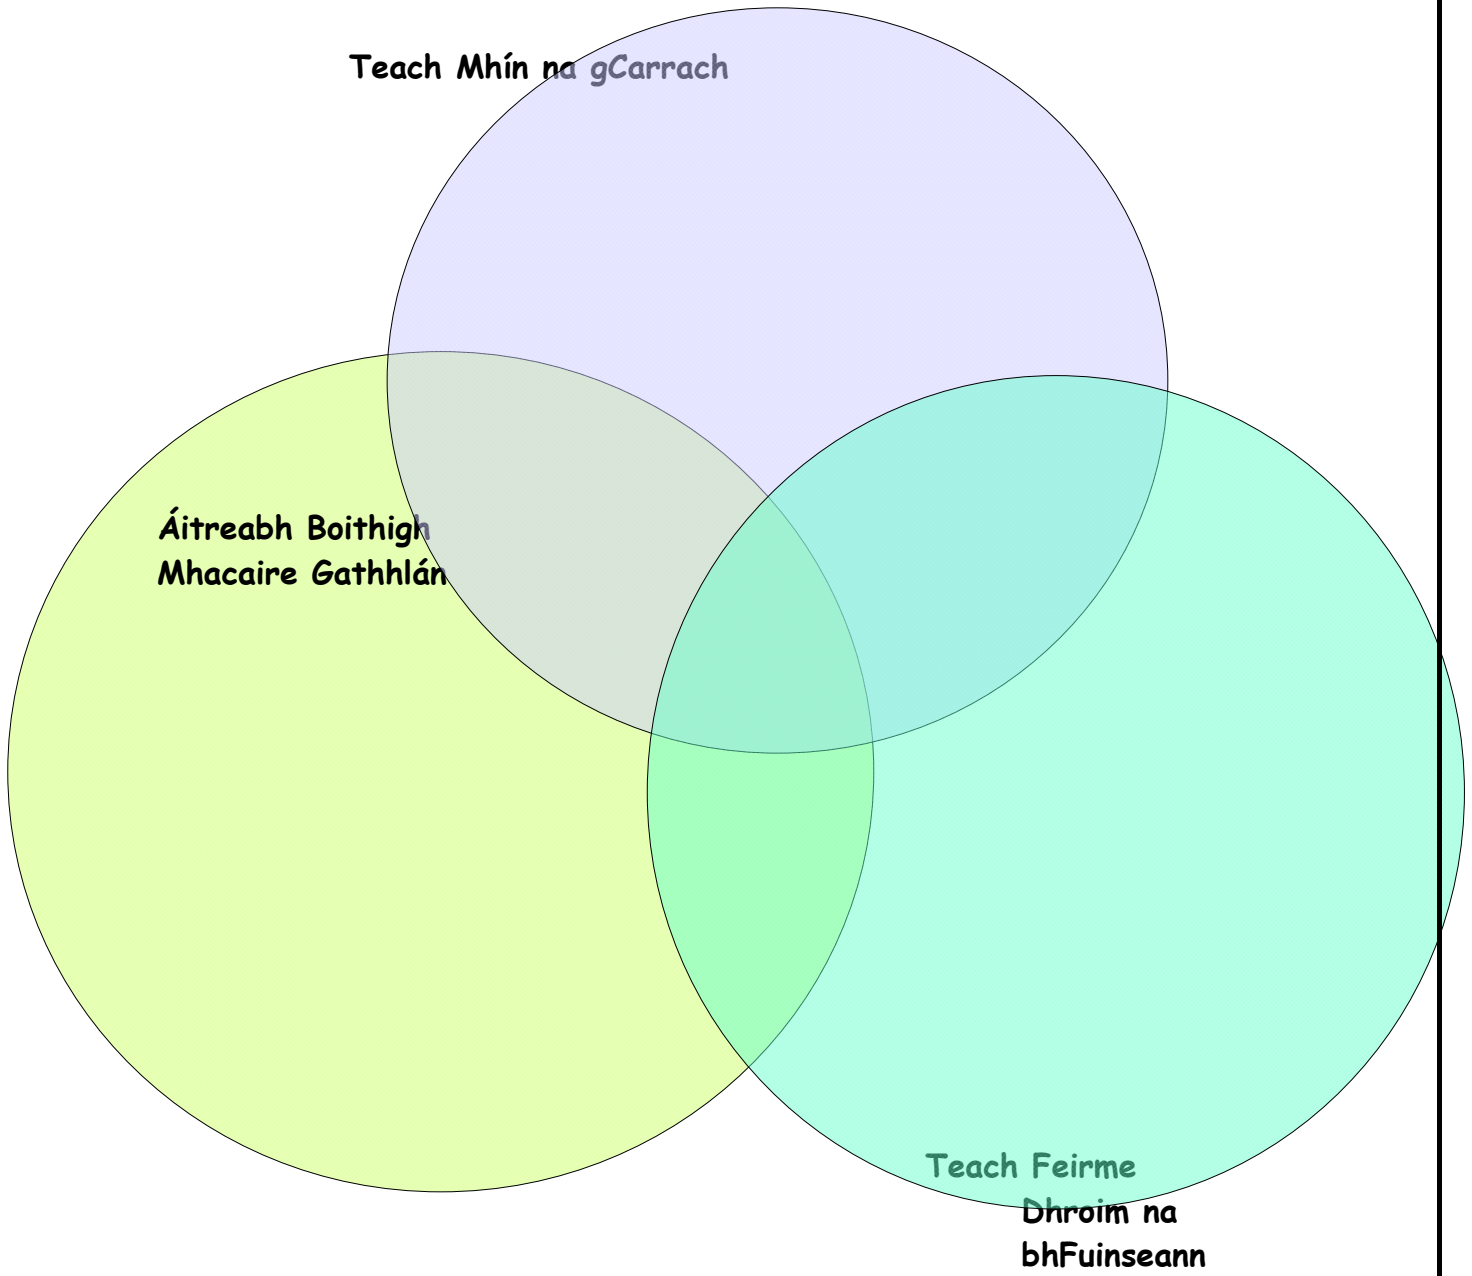 Teach Mhín na gCarrach
Áitreabh Boithigh
Mhacaire Gathhlán
Teach Feirme
Dhroim na
bhFuinseann